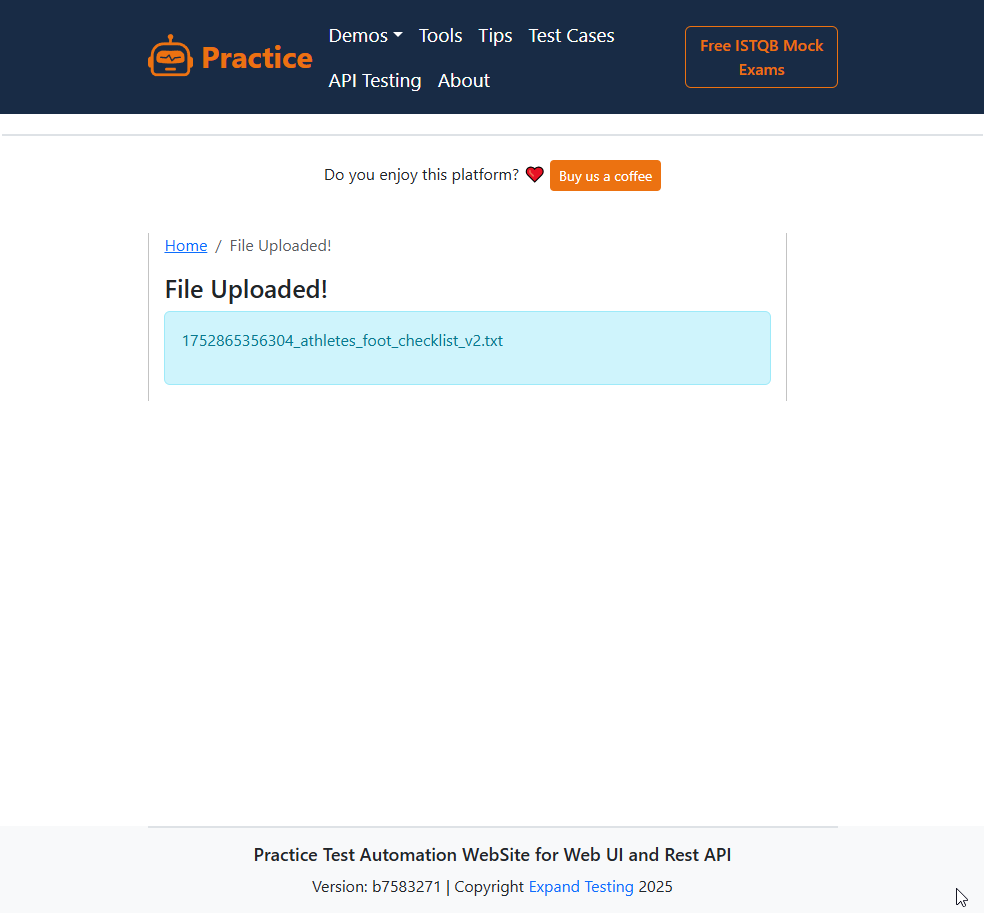 Practice
Demos
Tools
Tips
Test Cases
API Testing
About
Free ISTQB Mock
Exams
Do you enjoy this platform?
Buy us a coffee
Home / File Uploaded!
File Uploaded!
1752865356304_athletes_foot_checklist_v2.txt
Practice Test Automation WebSite for Web UI and Rest API
Version: b7583271 | Copyright Expand Testing 2025